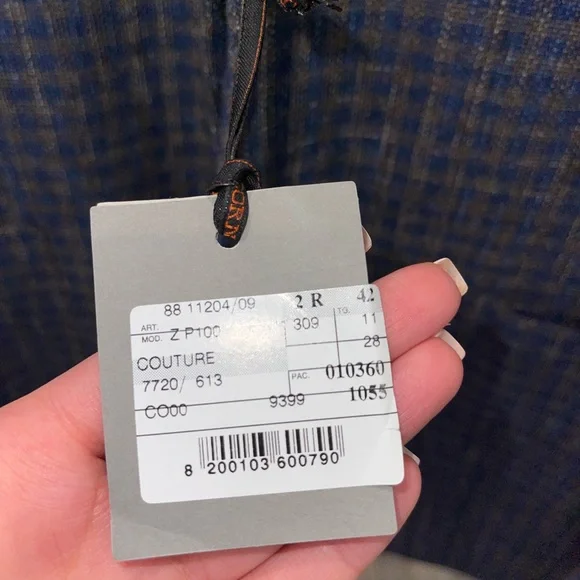 88 11204/09 2 R 42
ART. 309 TG. 11
MOD. Z P100
28
COUTURE
7720/ 613 PAC. 010360
CO00 9399 1055
8 200103 600790